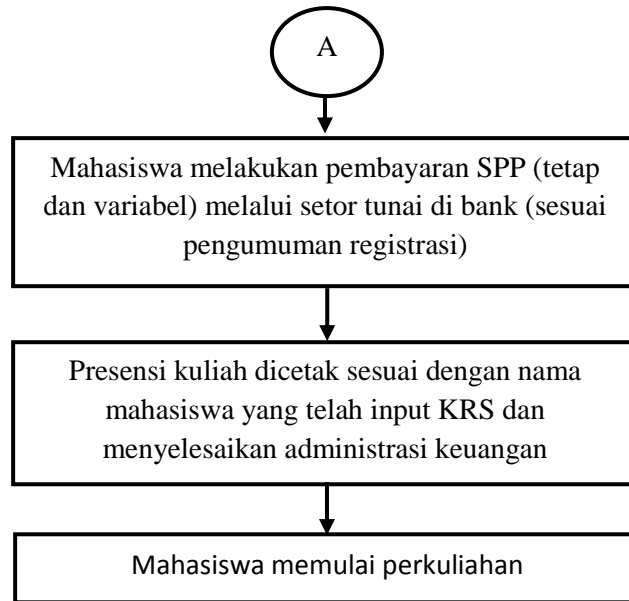 A
Mahasiswa melakukan pembayaran SPP (tetap
dan variabel) melalui setor tunai di bank (sesuai
pengumuman registrasi)
Presensi kuliah dicetak sesuai dengan nama
mahasiswa yang telah input KRS dan
menyelesaikan administrasi keuangan
Mahasiswa memulai perkuliahan